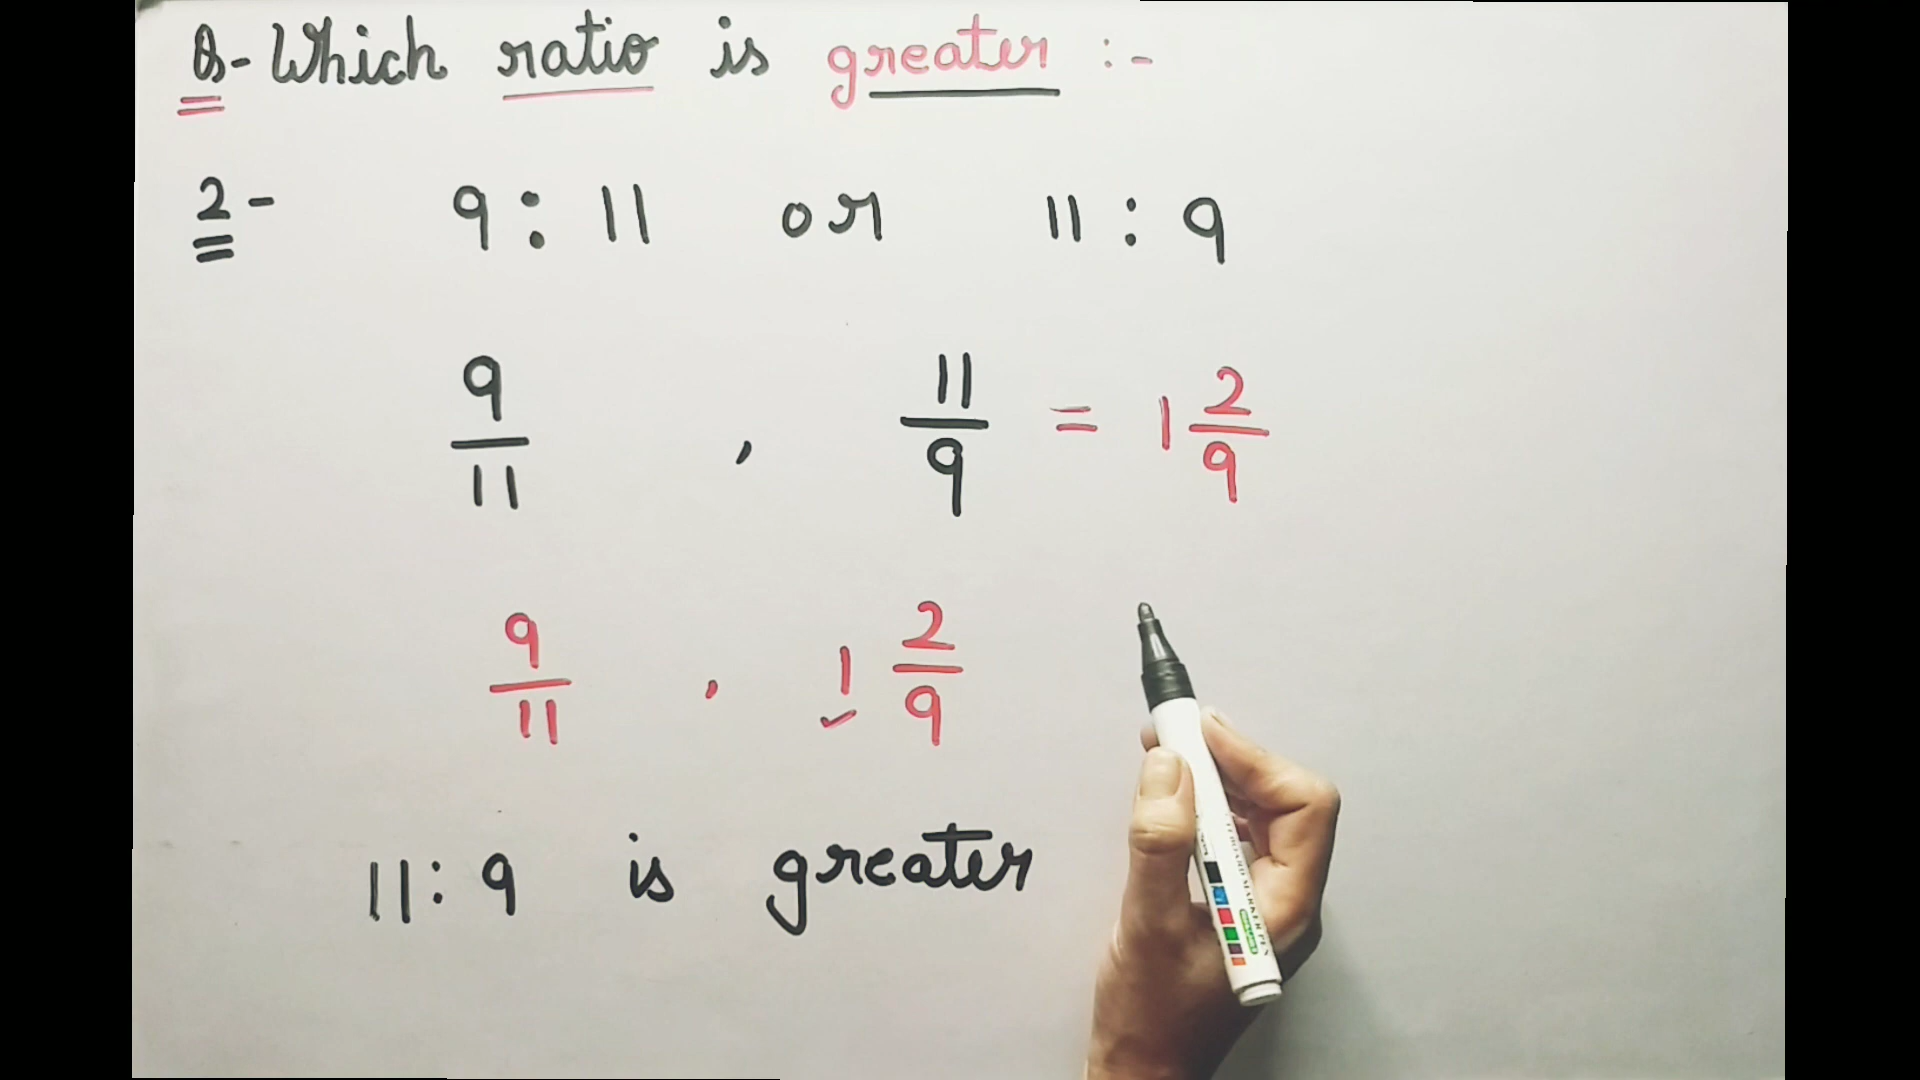 Q- Which ratio is greater :-
2- 9 : 11 or 11 : 9
9/11 , 11/9 = 1 2/9
9/11 , 1 2/9
11 : 9 is greater